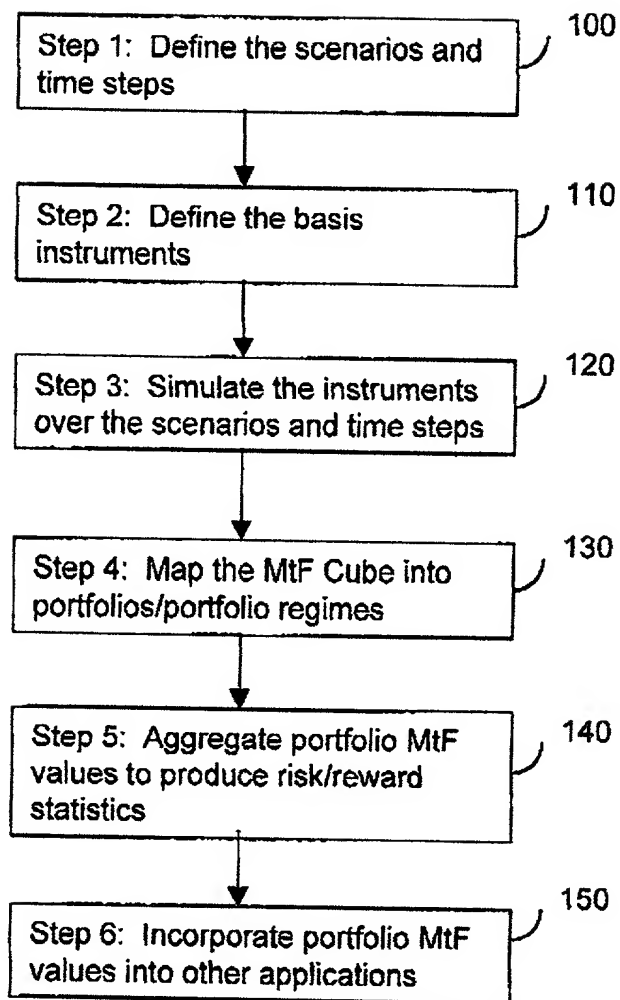 100
Step 1: Define the scenarios and
time steps
110
Step 2: Define the basis
instruments
120
Step 3: Simulate the instruments
over the scenarios and time steps
130
Step 4: Map the MtF Cube into
portfolios/portfolio regimes
140
Step 5: Aggregate portfolio MtF
values to produce risk/reward
statistics
150
Step 6: Incorporate portfolio MtF
values into other applications